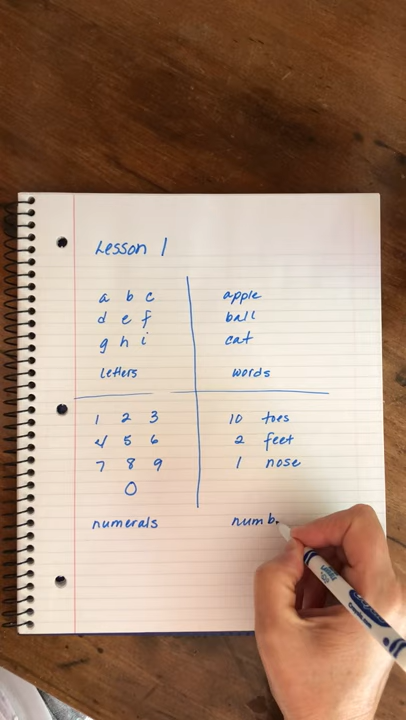 Lesson 1
a b c
d e f
g h i
letters
apple
ball
cat
words
1 2 3
4 5 6
7 8 9
0
numerals
10 toes
2 feet
1 nose
numb